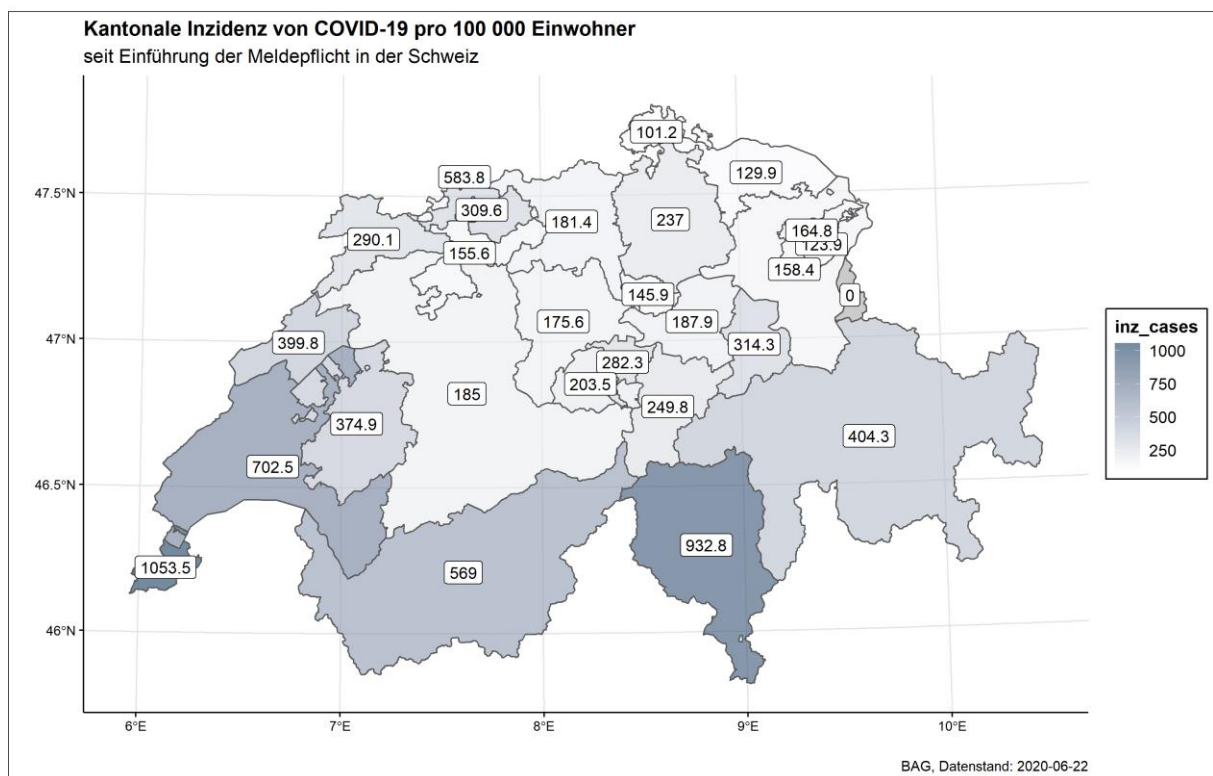 Kantonale Inzidenz von COVID-19 pro 100 000 Einwohner
seit Einführung der Meldepflicht in der Schweiz
101.2
583.8
129.9
47.5°N
309.6
181.4
237
164.8
290.1
123.9
155.6
158.4
145.9
0
175.6
187.9
47°N
399.8
314.3
282.3
203.5
185
249.8
374.9
404.3
702.5
46.5°N
932.8
1053.5
569
46°N
6°E
7°E
8°E
9°E
10°E
inz_cases
1000
750
500
250
BAG, Datenstand: 2020-06-22